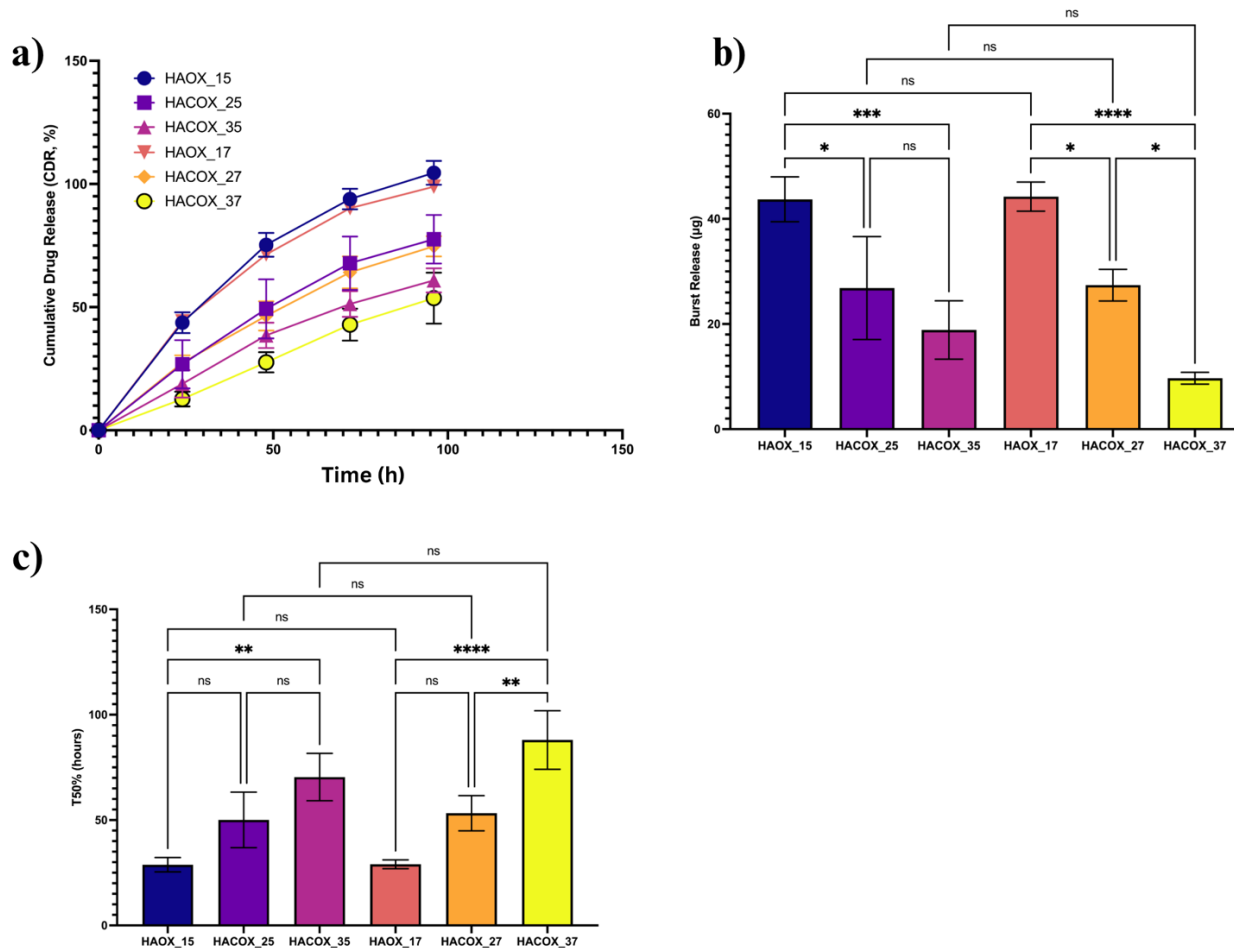 a)
150
100
50
0
Cumulative Drug Release (CDR, %)
HAOX_15
HACOX_25
HACOX_35
HAOX_17
HACOX_27
HACOX_37
0 50 100 150
Time (h)
b)
ns
ns
ns
*** ****
* ns * *
60
40
20
0
Burst Release (µg)
HAOX_15 HACOX_25 HACOX_35 HAOX_17 HACOX_27 HACOX_37
c)
ns
ns
ns
** ****
ns ns ns **
150
100
50
0
T50% (hours)
HAOX_15 HACOX_25 HACOX_35 HAOX_17 HACOX_27 HACOX_37